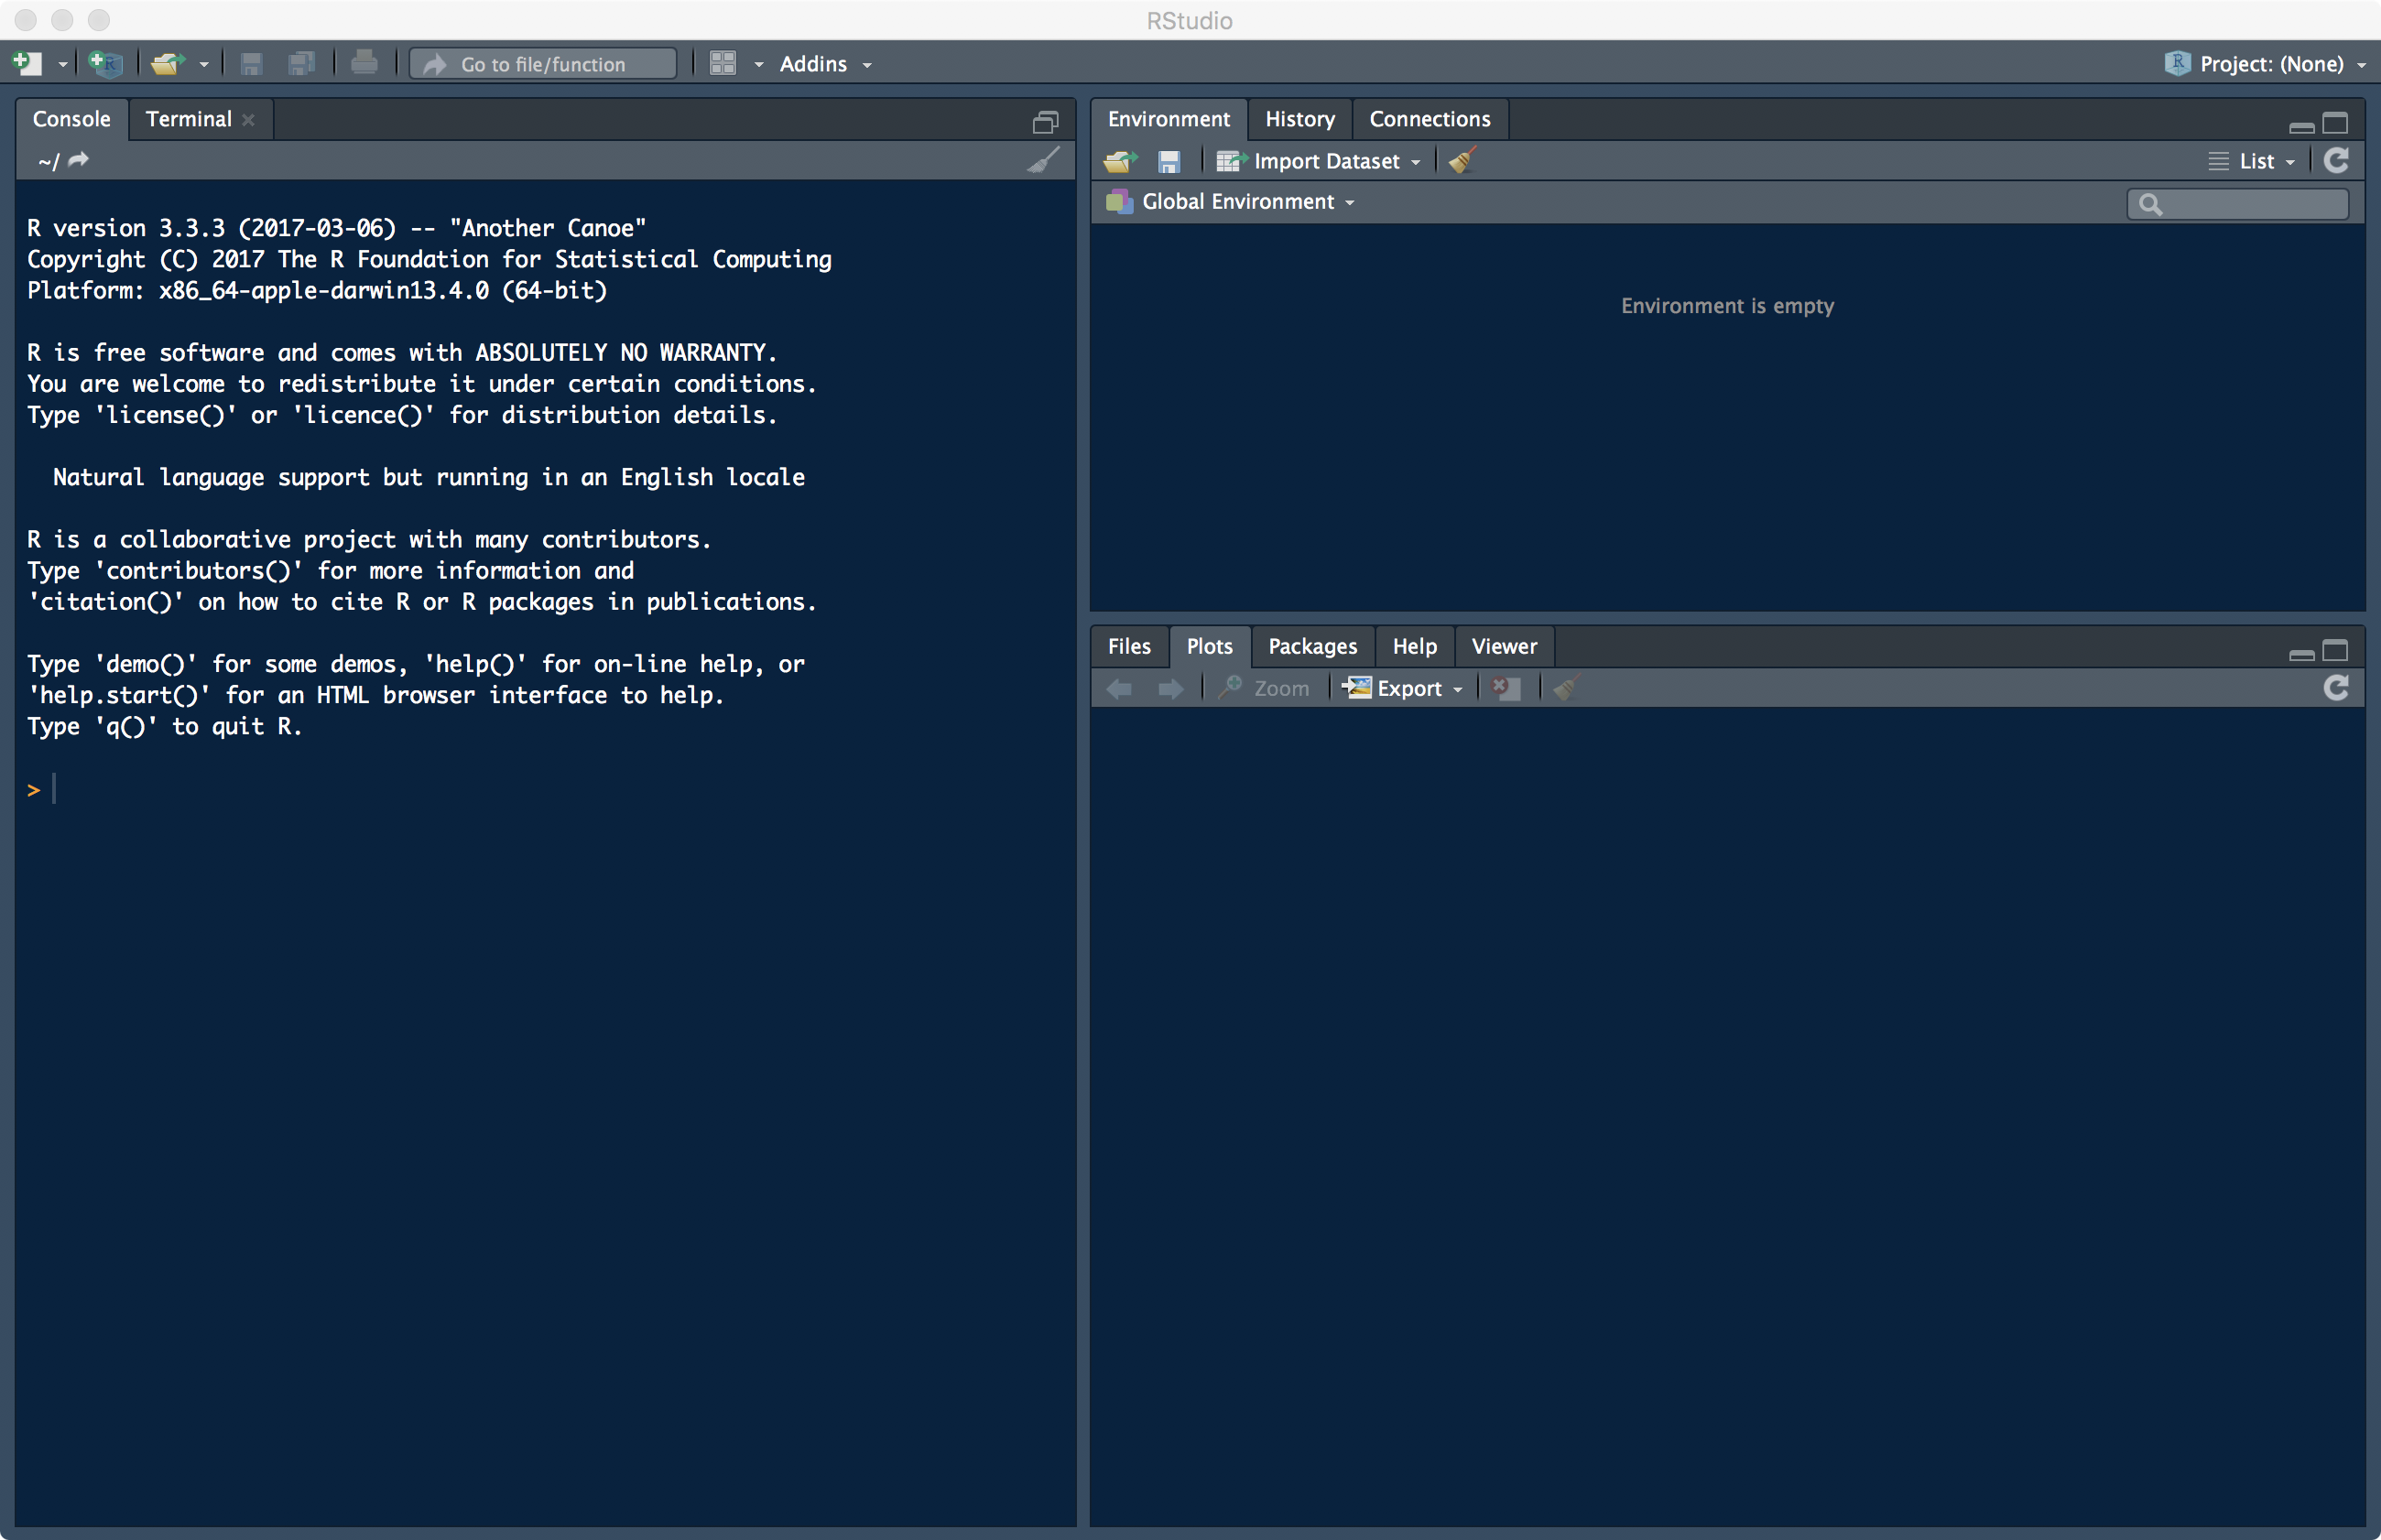 RStudio
Go to file/function
Addins
Project: (None)
Console Terminal
~/
R version 3.3.3 (2017-03-06) -- "Another Canoe"
Copyright (C) 2017 The R Foundation for Statistical Computing
Platform: x86_64-apple-darwin13.4.0 (64-bit)
R is free software and comes with ABSOLUTELY NO WARRANTY.
You are welcome to redistribute it under certain conditions.
Type 'license()' or 'licence()' for distribution details.
Natural language support but running in an English locale
R is a collaborative project with many contributors.
Type 'contributors()' for more information and
'citation()' on how to cite R or R packages in publications.
Type 'demo()' for some demos, 'help()' for on-line help, or
'help.start()' for an HTML browser interface to help.
Type 'q()' to quit R.
>
Environment History Connections
Import Dataset List
Global Environment
Environment is empty
Files Plots Packages Help Viewer
Zoom Export